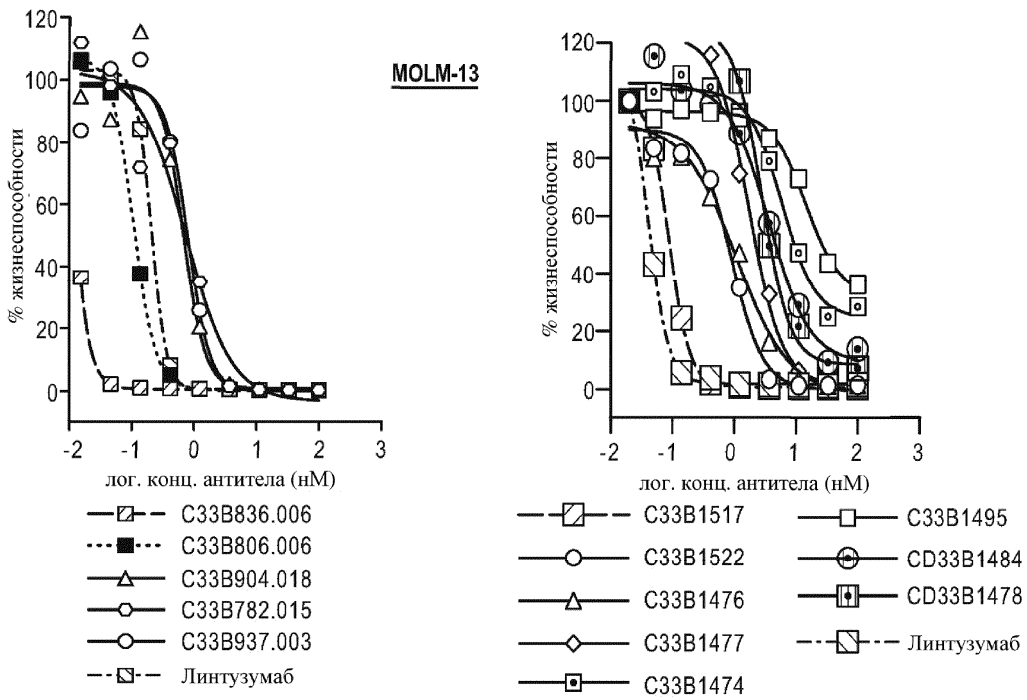 MOLM-13
% жизнеспособности
120
100
80
60
40
20
0
-2
-1
0
1
2
3
лог. конц. антитела (нМ)
C33B836.006
C33B806.006
C33B904.018
C33B782.015
C33B937.003
Линтузумаб
% жизнеспособности
120
100
80
60
40
20
0
-2
-1
0
1
2
3
лог. конц. антитела (нМ)
C33B1517
C33B1522
C33B1476
C33B1477
C33B1474
C33B1495
CD33B1484
CD33B1478
Линтузумаб